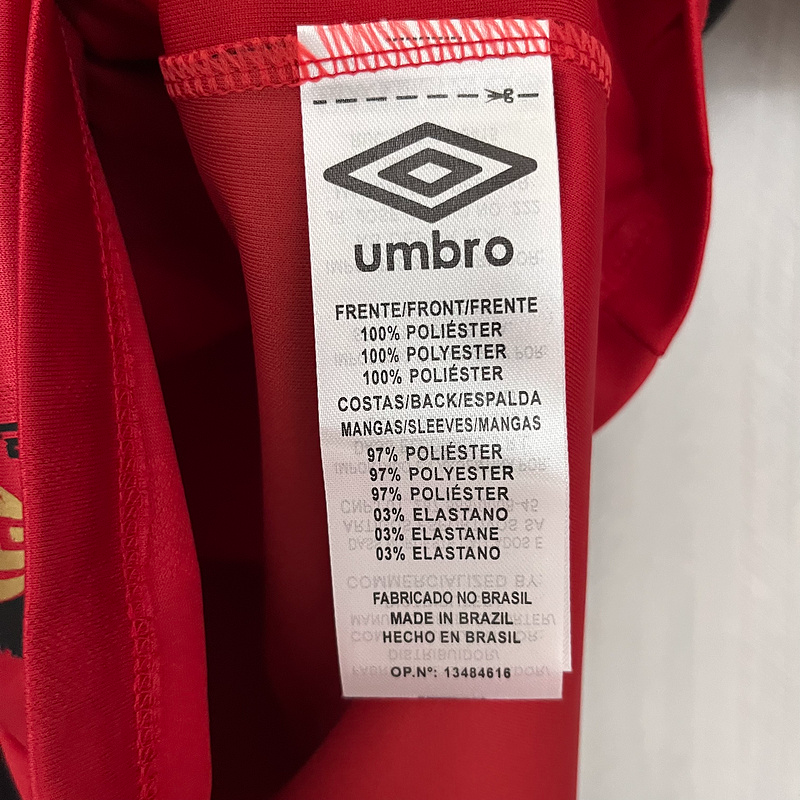 umbro
FRENTE/FRONT/FRENTE
100% POLIÉSTER
100% POLYESTER
100% POLIÉSTER
COSTAS/BACK/ESPALDA
MANGAS/SLEEVES/MANGAS
97% POLIÉSTER
97% POLYESTER
97% POLIÉSTER
03% ELASTANO
03% ELASTANE
03% ELASTANO
FABRICADO NO BRASIL
MADE IN BRAZIL
HECHO EN BRASIL
OP.Nº: 13484616